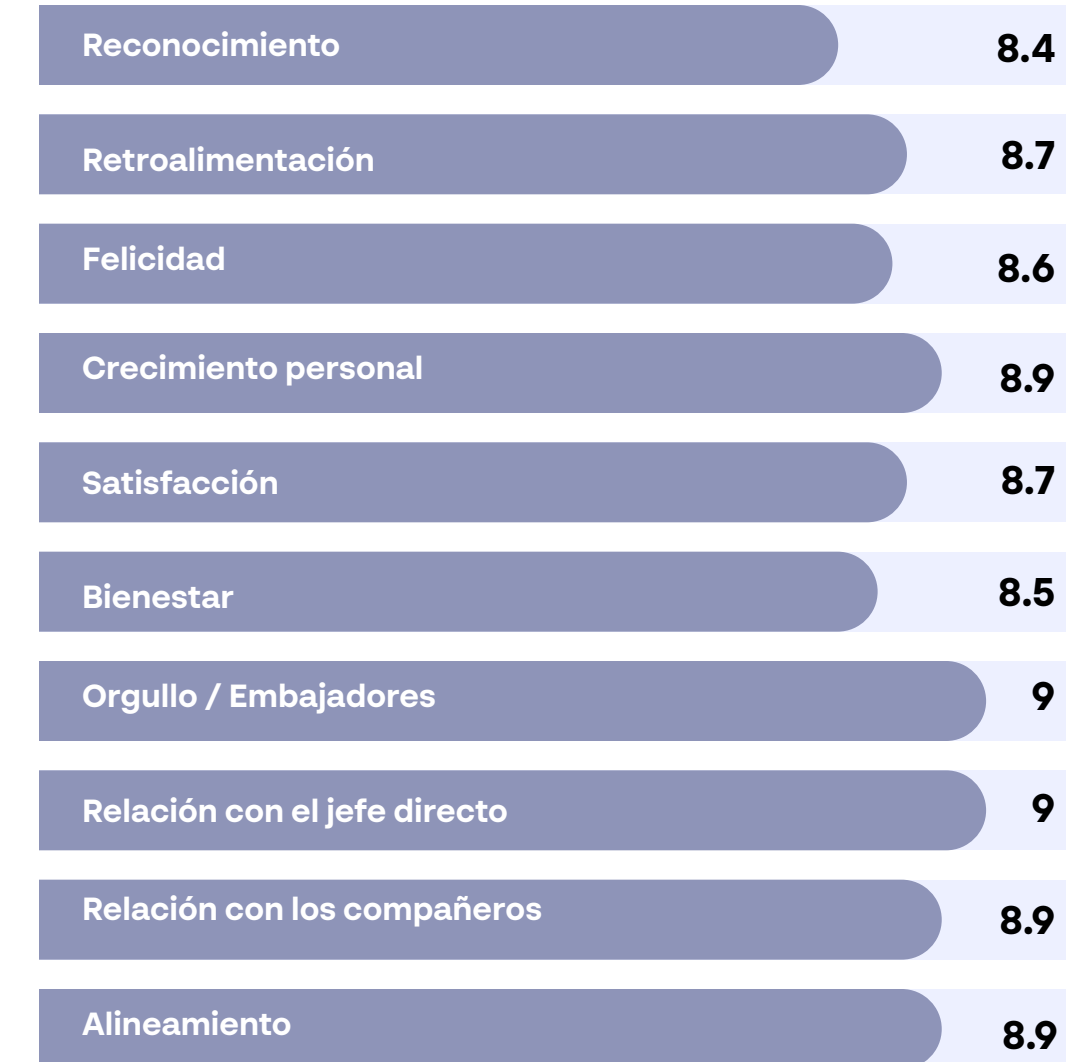 Reconocimiento 8.4
Retroalimentación 8.7
Felicidad 8.6
Crecimiento personal 8.9
Satisfacción 8.7
Bienestar 8.5
Orgullo / Embajadores 9
Relación con el jefe directo 9
Relación con los compañeros 8.9
Alineamiento 8.9